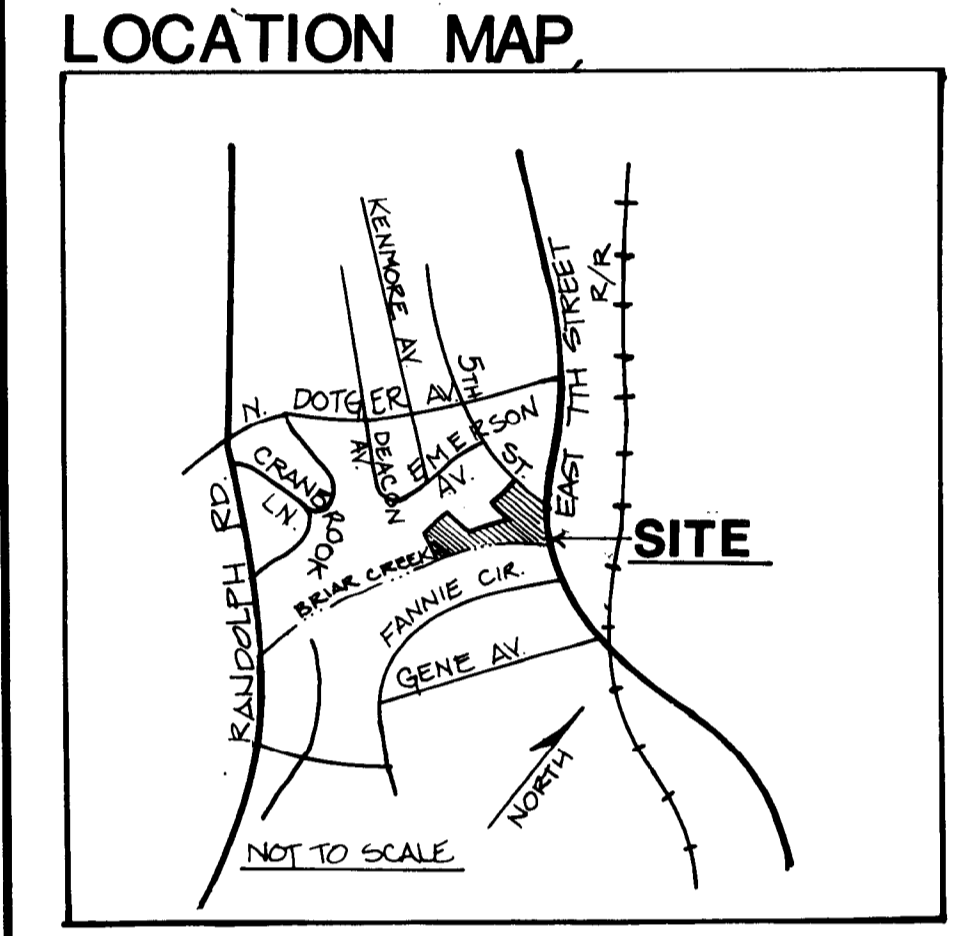 LOCATION MAP
KENMORE AV.
EAST 7TH STREET
R/R
5TH ST.
N. DOTGER AV.
EMERSON AV.
DEACON AV.
CRANBROOK LN.
RANDOLPH RD.
SITE
BRIAR CREEK
FANNIE CIR.
GENE AV.
NORTH
NOT TO SCALE